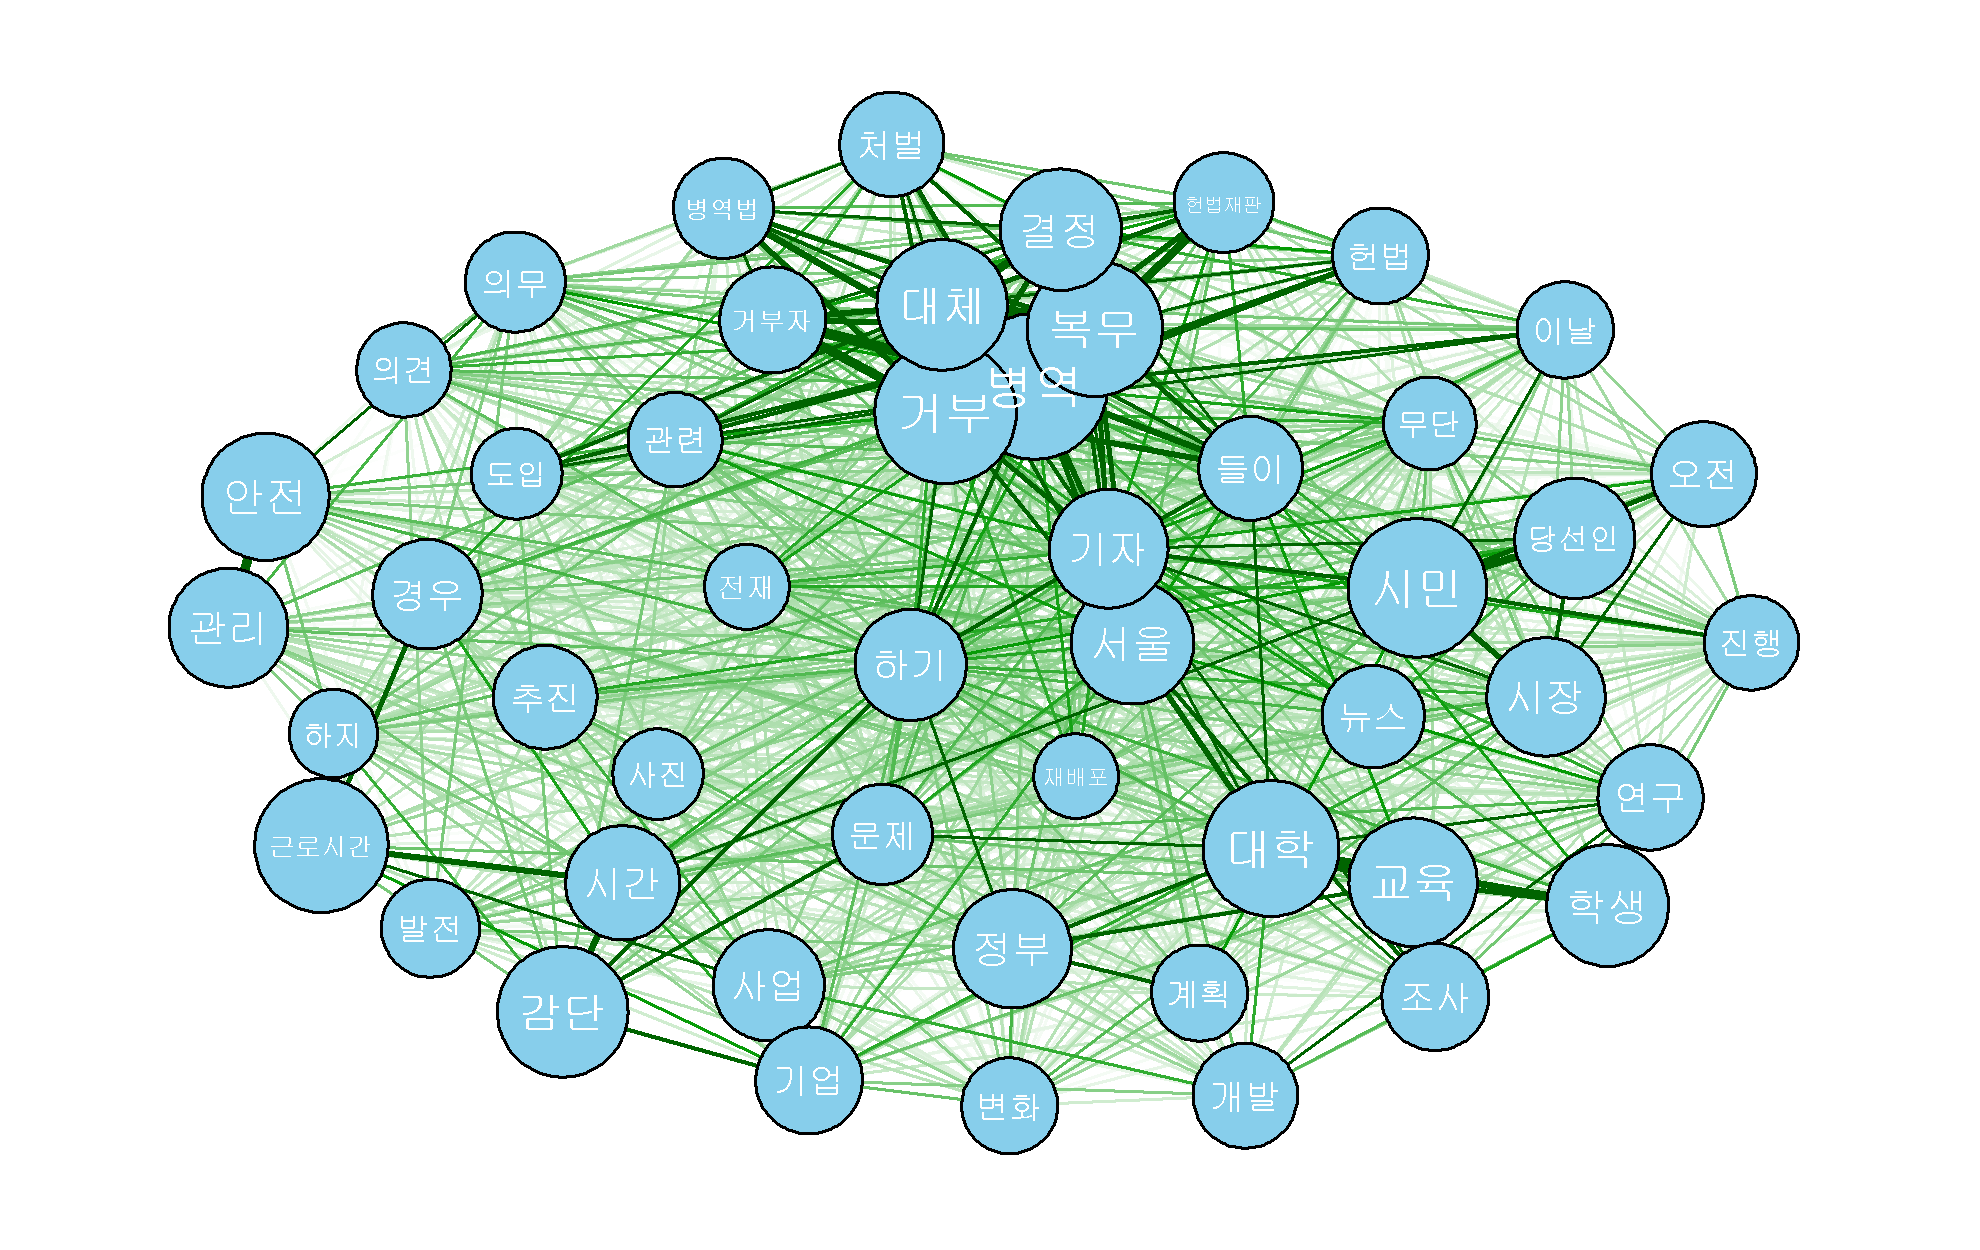 처벌
병역법
헌법재판
결정
헌법
의무
대체
거부자
복무
이날
의견
병역
거부
무단
관련
들이
도입
오전
안전
당선인
기자
전재
시민
경우
관리
서울
진행
하기
추진
시장
뉴스
하지
사진
재배포
연구
문제
근로시간
대학
시간
교육
학생
발전
정부
사업
계획
조사
감단
기업
개발
변화